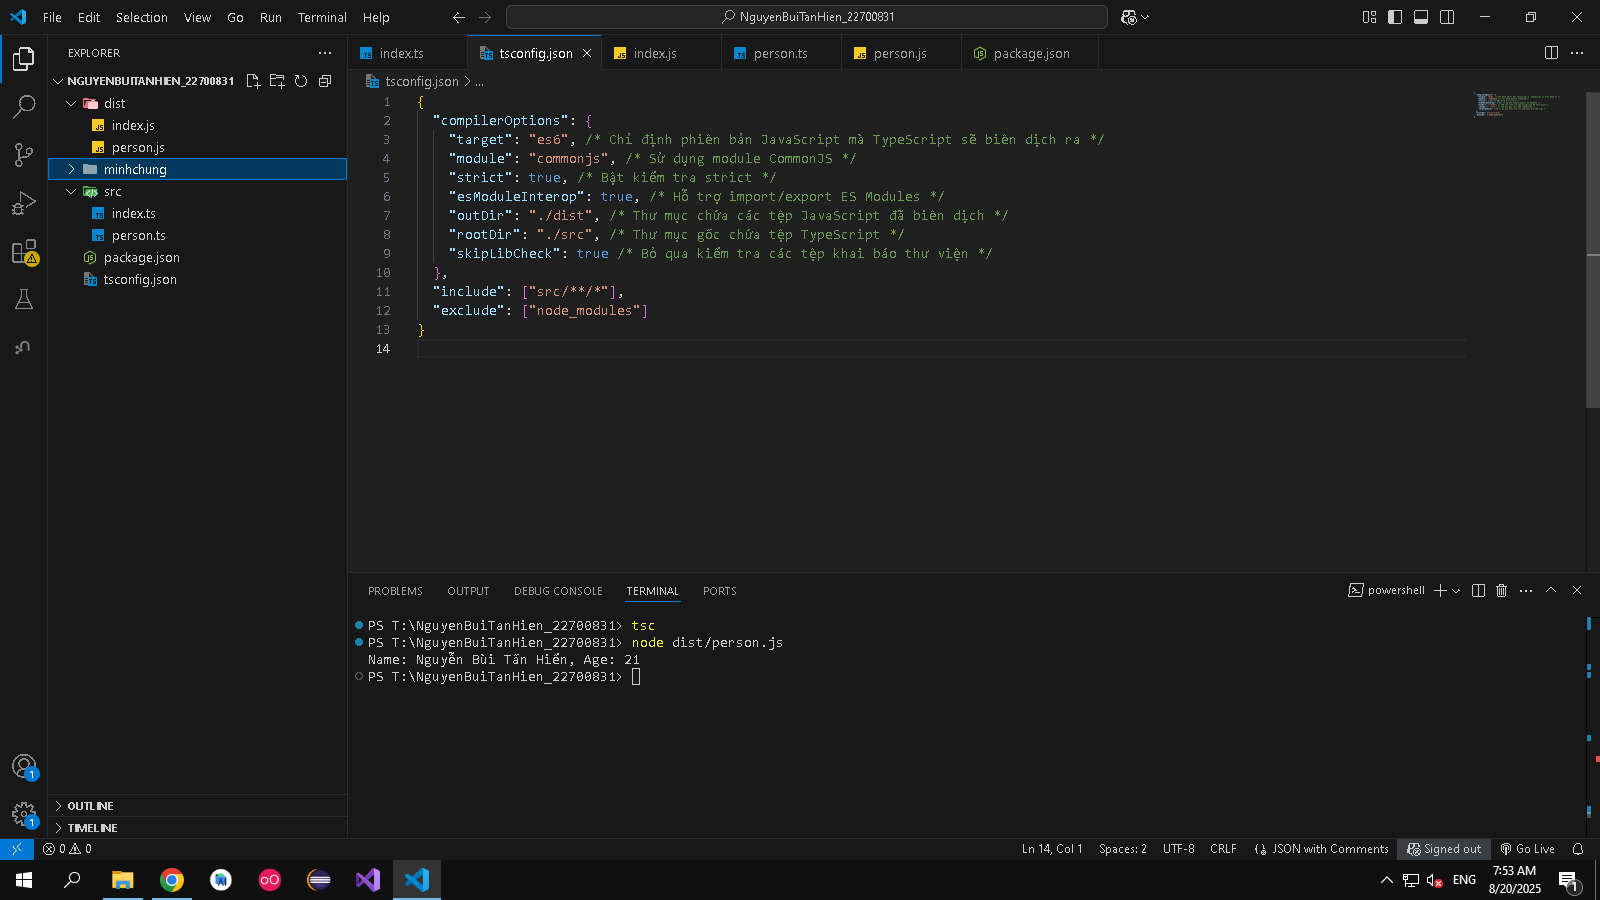 File Edit Selection View Go Run Terminal Help
NguyenBuiTanHien_22700831
EXPLORER
NGUYENBUITANHIEN_22700831
dist
index.js
person.js
minhchung
src
index.ts
person.ts
package.json
tsconfig.json
OUTLINE
TIMELINE
index.ts tsconfig.json index.js person.ts person.js package.json
tsconfig.json > ...
1 {
2 "compilerOptions": {
3 "target": "es6", /* Chỉ định phiên bản JavaScript mà TypeScript sẽ biên dịch ra */
4 "module": "commonjs", /* Sử dụng module CommonJS */
5 "strict": true, /* Bật kiểm tra strict */
6 "esModuleInterop": true, /* Hỗ trợ import/export ES Modules */
7 "outDir": "./dist", /* Thư mục chứa các tệp JavaScript đã biên dịch */
8 "rootDir": "./src", /* Thư mục gốc chứa tệp TypeScript */
9 "skipLibCheck": true /* Bỏ qua kiểm tra các tệp khai báo thư viện */
10 },
11 "include": ["src/**/*"],
12 "exclude": ["node_modules"]
13 }
14
PROBLEMS OUTPUT DEBUG CONSOLE TERMINAL PORTS
powershell
PS T:\NguyenBuiTanHien_22700831> tsc
PS T:\NguyenBuiTanHien_22700831> node dist/person.js
Name: Nguyễn Bùi Tấn Hiển, Age: 21
PS T:\NguyenBuiTanHien_22700831>
1
1
0 0
Ln 14, Col 1 Spaces: 2 UTF-8 CRLF {} JSON with Comments Signed out Go Live
ENG
7:53 AM
8/20/2025
1